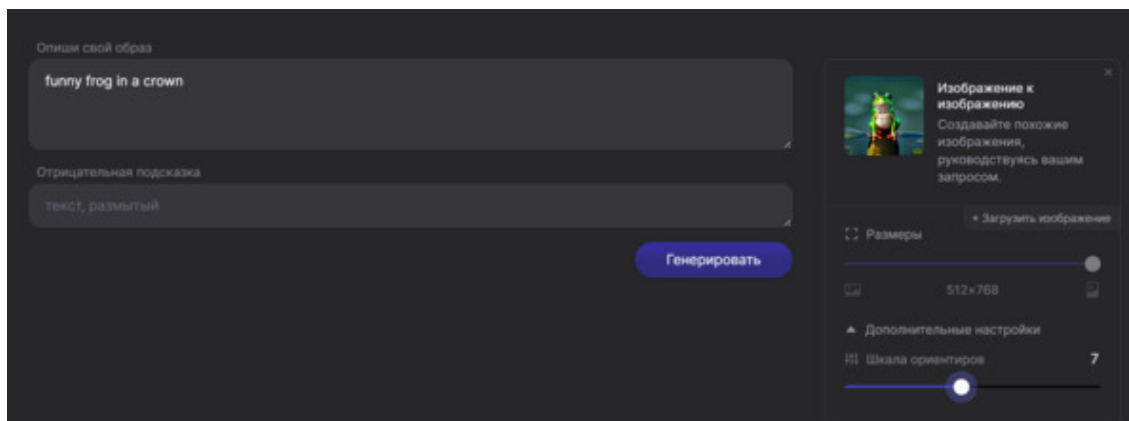 Опиши свой образ
funny frog in a crown
Отрицательная подсказка
текст, размытый
Генерировать
Изображение к
изображению
Создавайте похожие
изображения,
руководствуясь вашим
запросом.
+ Загрузить изображение
Размеры
512×768
Дополнительные настройки
Шкала ориентиров 7